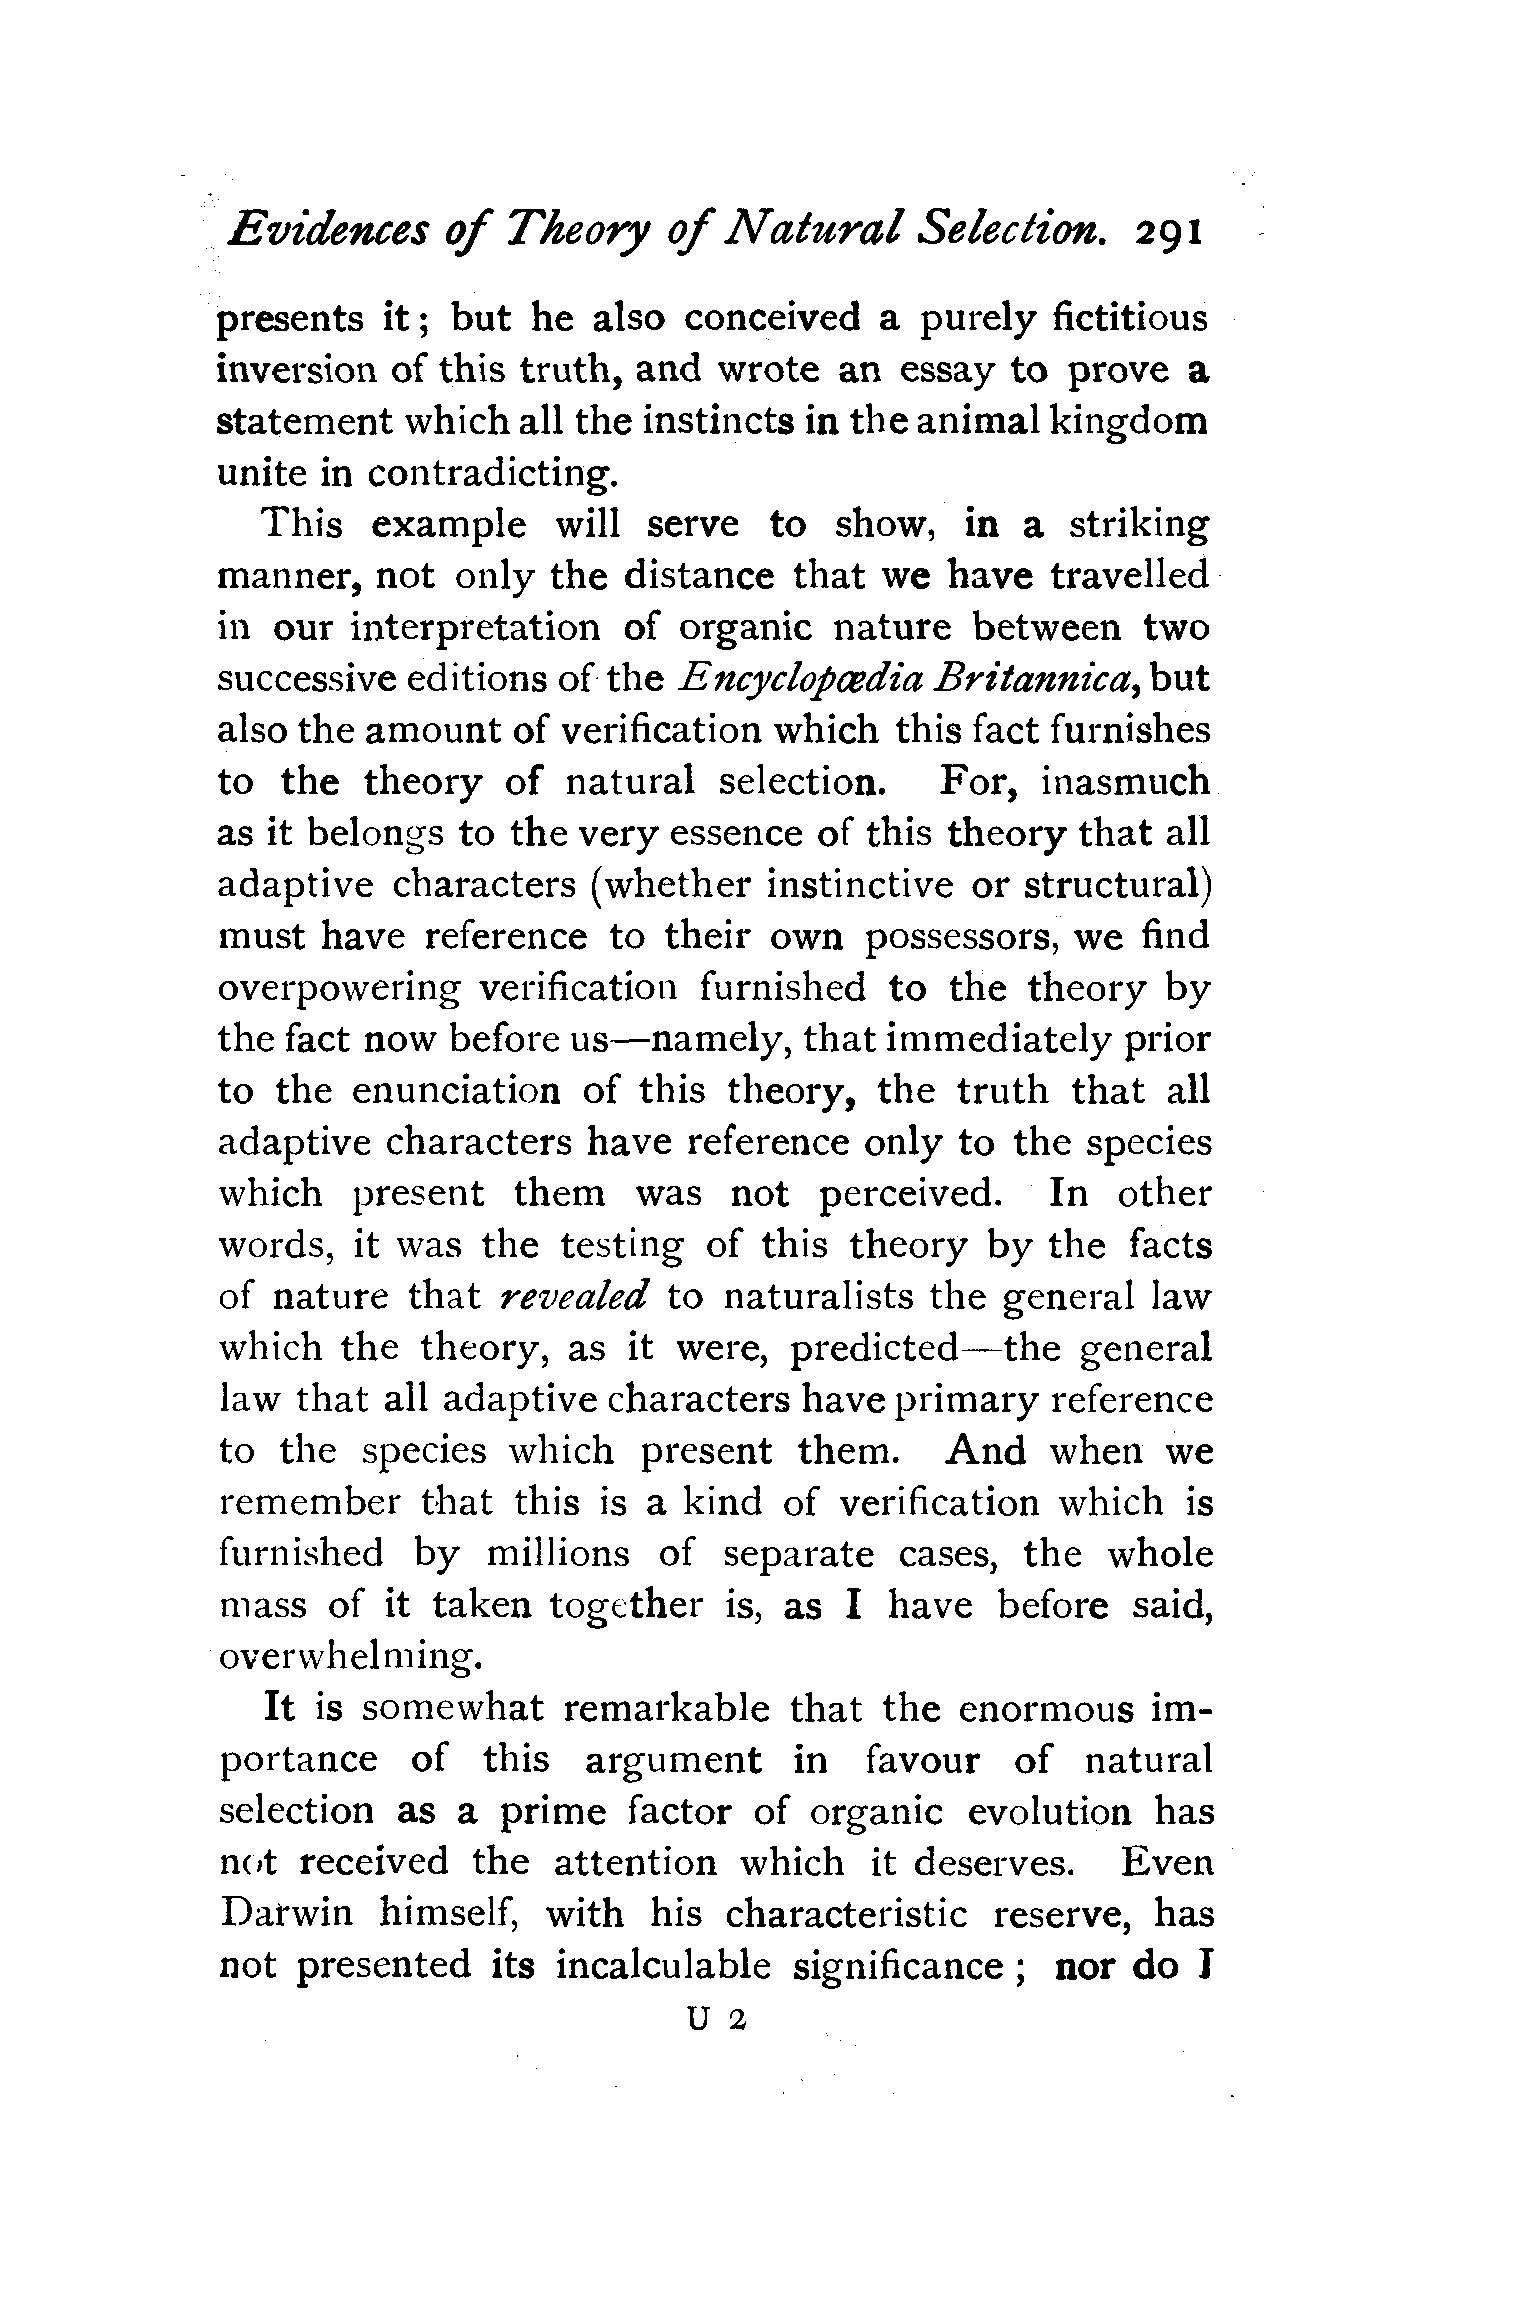 Evidences of Theory of Natural Selection. 291
presents it; but he also conceived a purely fictitious
inversion of this truth, and wrote an essay to prove a
statement which all the instincts in the animal kingdom
unite in contradicting.
This example will serve to show, in a striking
manner, not only the distance that we have travelled
in our interpretation of organic nature between two
successive editions of the Encyclopœdia Britannica, but
also the amount of verification which this fact furnishes
to the theory of natural selection. For, inasmuch
as it belongs to the very essence of this theory that all
adaptive characters (whether instinctive or structural)
must have reference to their own possessors, we find
overpowering verification furnished to the theory by
the fact now before us—namely, that immediately prior
to the enunciation of this theory, the truth that all
adaptive characters have reference only to the species
which present them was not perceived. In other
words, it was the testing of this theory by the facts
of nature that revealed to naturalists the general law
which the theory, as it were, predicted—the general
law that all adaptive characters have primary reference
to the species which present them. And when we
remember that this is a kind of verification which is
furnished by millions of separate cases, the whole
mass of it taken together is, as I have before said,
overwhelming.
It is somewhat remarkable that the enormous im-
portance of this argument in favour of natural
selection as a prime factor of organic evolution has
not received the attention which it deserves. Even
Darwin himself, with his characteristic reserve, has
not presented its incalculable significance; nor do I
U 2